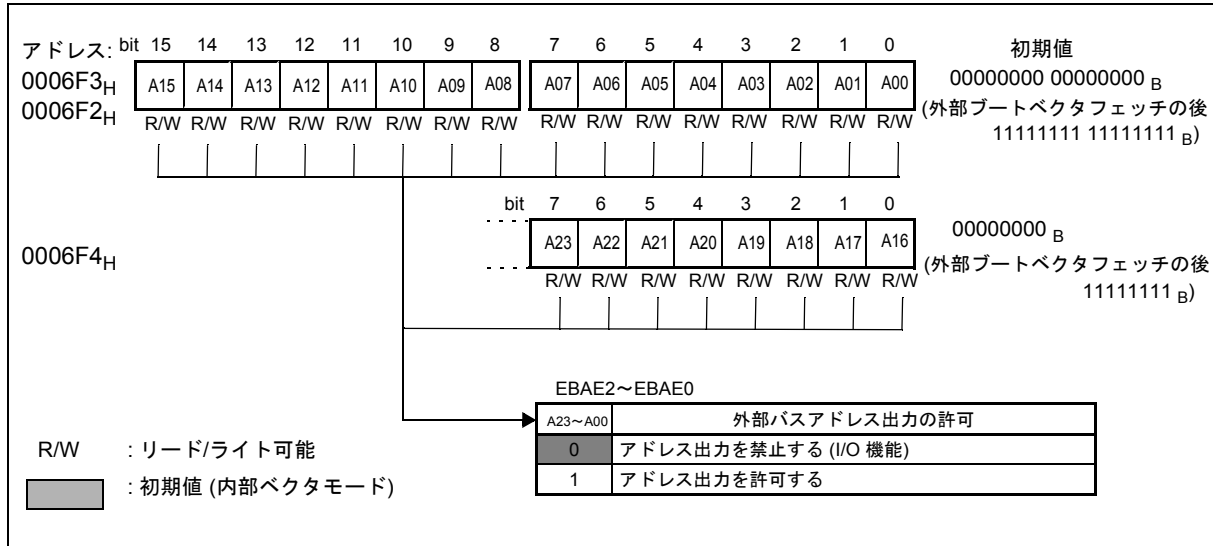 アドレス: bit 15 14 13 12 11 10 9 8 7 6 5 4 3 2 1 0 初期値
0006F3H A15 A14 A13 A12 A11 A10 A09 A08 A07 A06 A05 A04 A03 A02 A01 A00 00000000 00000000 B
0006F2H R/W R/W R/W R/W R/W R/W R/W R/W R/W R/W R/W R/W R/W R/W R/W R/W (外部ブートベクタフェッチの後
11111111 11111111 B)
bit 7 6 5 4 3 2 1 0
0006F4H A23 A22 A21 A20 A19 A18 A17 A16 00000000 B
R/W R/W R/W R/W R/W R/W R/W R/W (外部ブートベクタフェッチの後
11111111 B)
EBAE2～EBAE0
A23～A00 外部バスアドレス出力の許可
0 アドレス出力を禁止する (I/O 機能)
1 アドレス出力を許可する
R/W : リード/ライト可能
: 初期値 (内部ベクタモード)